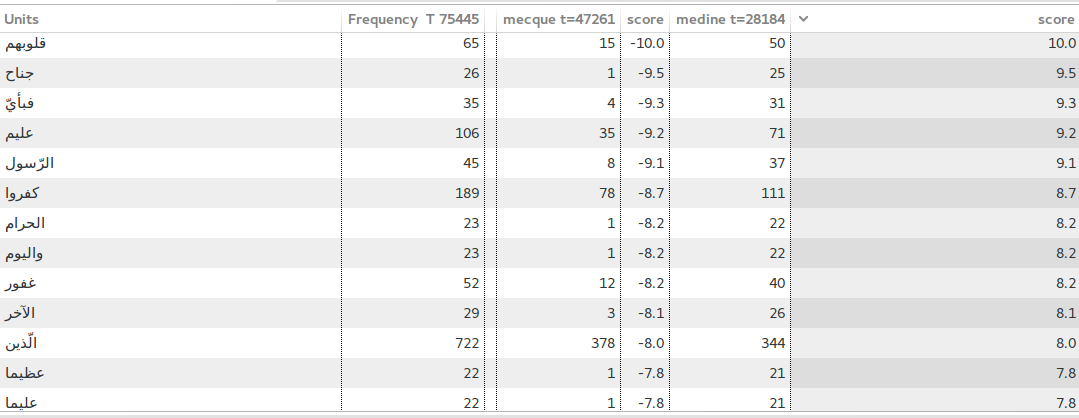 Units Frequency T 75445 mecque t=47261 score medine t=28184 score
قلوبهم 65 15 -10.0 50 10.0
جناح 26 1 -9.5 25 9.5
فبأيّ 35 4 -9.3 31 9.3
عليم 106 35 -9.2 71 9.2
الرّسول 45 8 -9.1 37 9.1
كفروا 189 78 -8.7 111 8.7
الحرام 23 1 -8.2 22 8.2
واليوم 23 1 -8.2 22 8.2
غفور 52 12 -8.2 40 8.2
الآخر 29 3 -8.1 26 8.1
الّذين 722 378 -8.0 344 8.0
عظيما 22 1 -7.8 21 7.8
عليما 22 1 -7.8 21 7.8